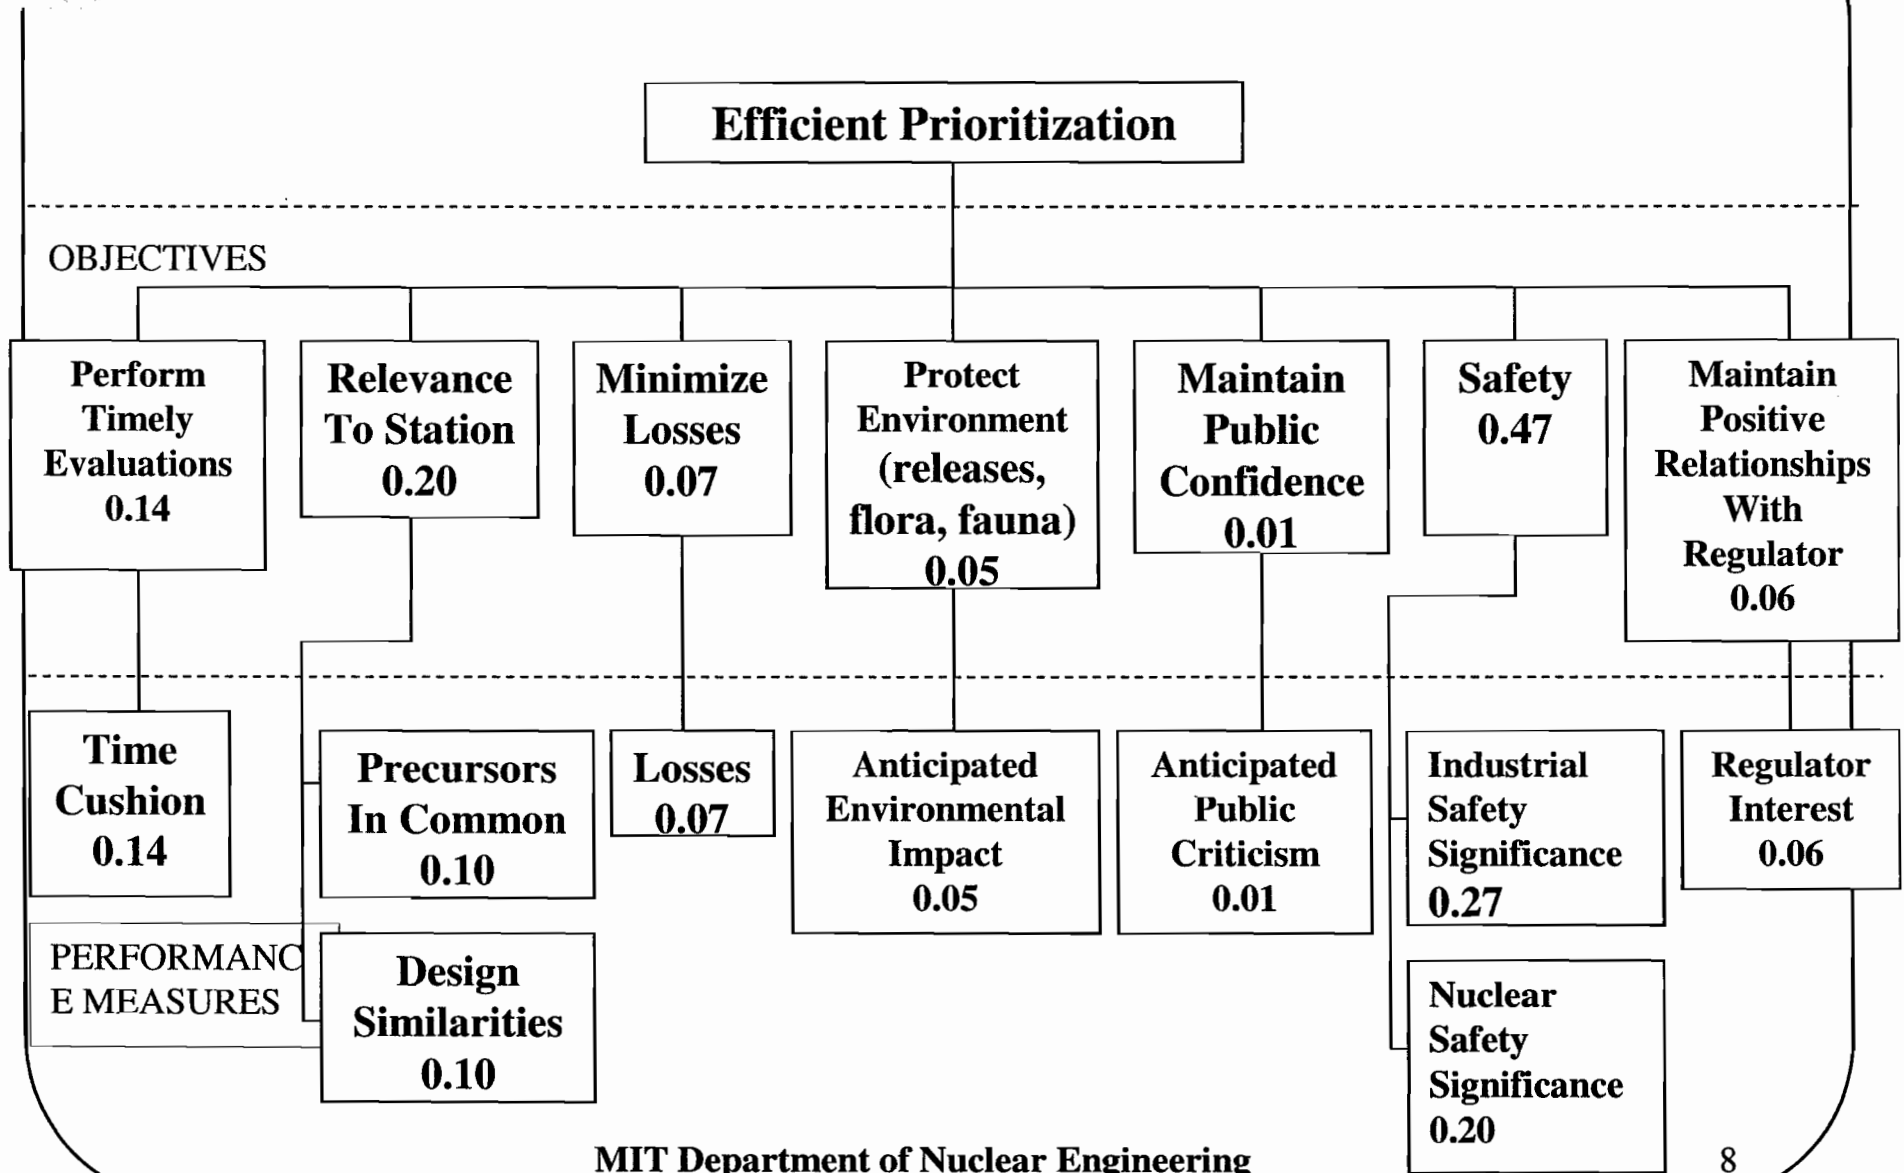 Efficient Prioritization
OBJECTIVES
Perform
Timely
Evaluations
0.14
Relevance
To Station
0.20
Minimize
Losses
0.07
Protect
Environment
(releases,
flora, fauna)
0.05
Maintain
Public
Confidence
0.01
Safety
0.47
Maintain
Positive
Relationships
With
Regulator
0.06
Time
Cushion
0.14
Precursors
In Common
0.10
Losses
0.07
Anticipated
Environmental
Impact
0.05
Anticipated
Public
Criticism
0.01
Industrial
Safety
Significance
0.27
Regulator
Interest
0.06
PERFORMANC
E MEASURES
Design
Similarities
0.10
Nuclear
Safety
Significance
0.20
MIT Department of Nuclear Engineering
8